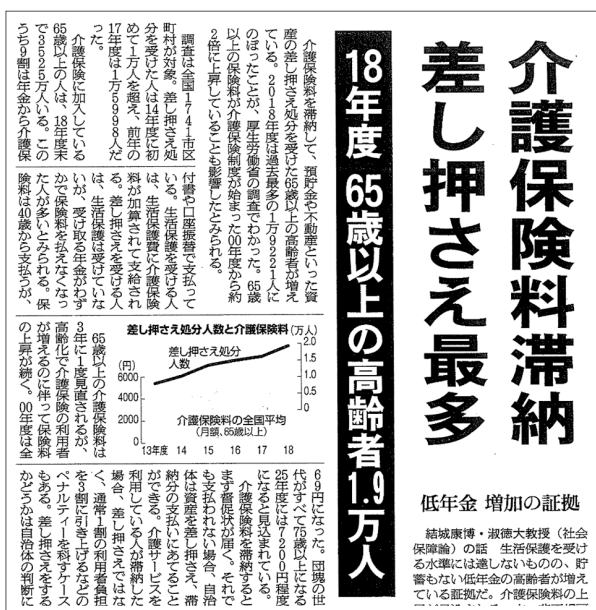 介護保険料滞納
差し押さえ最多
18年度 65歳以上の高齢者1.9万人
介護保険料を滞納して、預貯金や不動産といった資
産の差し押さえ処分を受けた65歳以上の高齢者が増え
ている。2018年度は過去最多の1万9221人に
のぼったことが、厚生労働省の調査でわかった。65歳
以上の保険料が介護保険制度が始まった00年度から約
2倍に上昇していることも影響したとみられる。
調査は全国1741市区
町村が対象。差し押さえ処
分を受けた人は14年度に初
めて1万人を超え、前年の
17年度は1万5998人だ
った。
介護保険に加入している
65歳以上の人は、18年度末
で3525万人いる。この
うち9割は年金から介護保
付書や口座振替で支払って
いる。生活保護を受ける人
は、生活保護費に介護保険
料が加算されて支給され
る。差し押さえを受ける人
は、生活保護は受けていな
いが、受け取る年金がわず
かで保険料を払えなくなっ
た人が多いとみられる。保
険料は40歳から支払うが、
65歳以上の介護保険料は
3年に1度見直されるが、
高齢化で介護保険の利用者
が増えるのに伴って保険料
の上昇が続く。00年度は全
差し押さえ処分人数と介護保険料
(万人)
(円)
差し押さえ処分
人数
6000
4000
2000
0
2.0
1.5
1.0
0.5
0
介護保険料の全国平均
(月額、65歳以上)
13年度 14 15 16 17 18
69円になった。団塊の世
代がすべて75歳以上になる
25年度には7200円程度
になると見込まれている。
介護保険料を滞納すると
まず督促状が届く。それで
も支払われない場合、自治
体は資産を差し押さえ、滞
納分の支払いにあてること
ができる。介護サービスを
利用している人が滞納した
場合、差し押さえではな
く、通常1割の利用者負担
を3割に引き上げるなどの
ペナルティーを科すケース
もある。差し押さえをする
かどうかは自治体の判断に
低年金 増加の証拠
結城康博・淑徳大教授(社会
保障論)の話 生活保護を受け
る水準には達しないものの、貯
蓄もない低年金の高齢者が増え
ている証拠だ。介護保険料の上